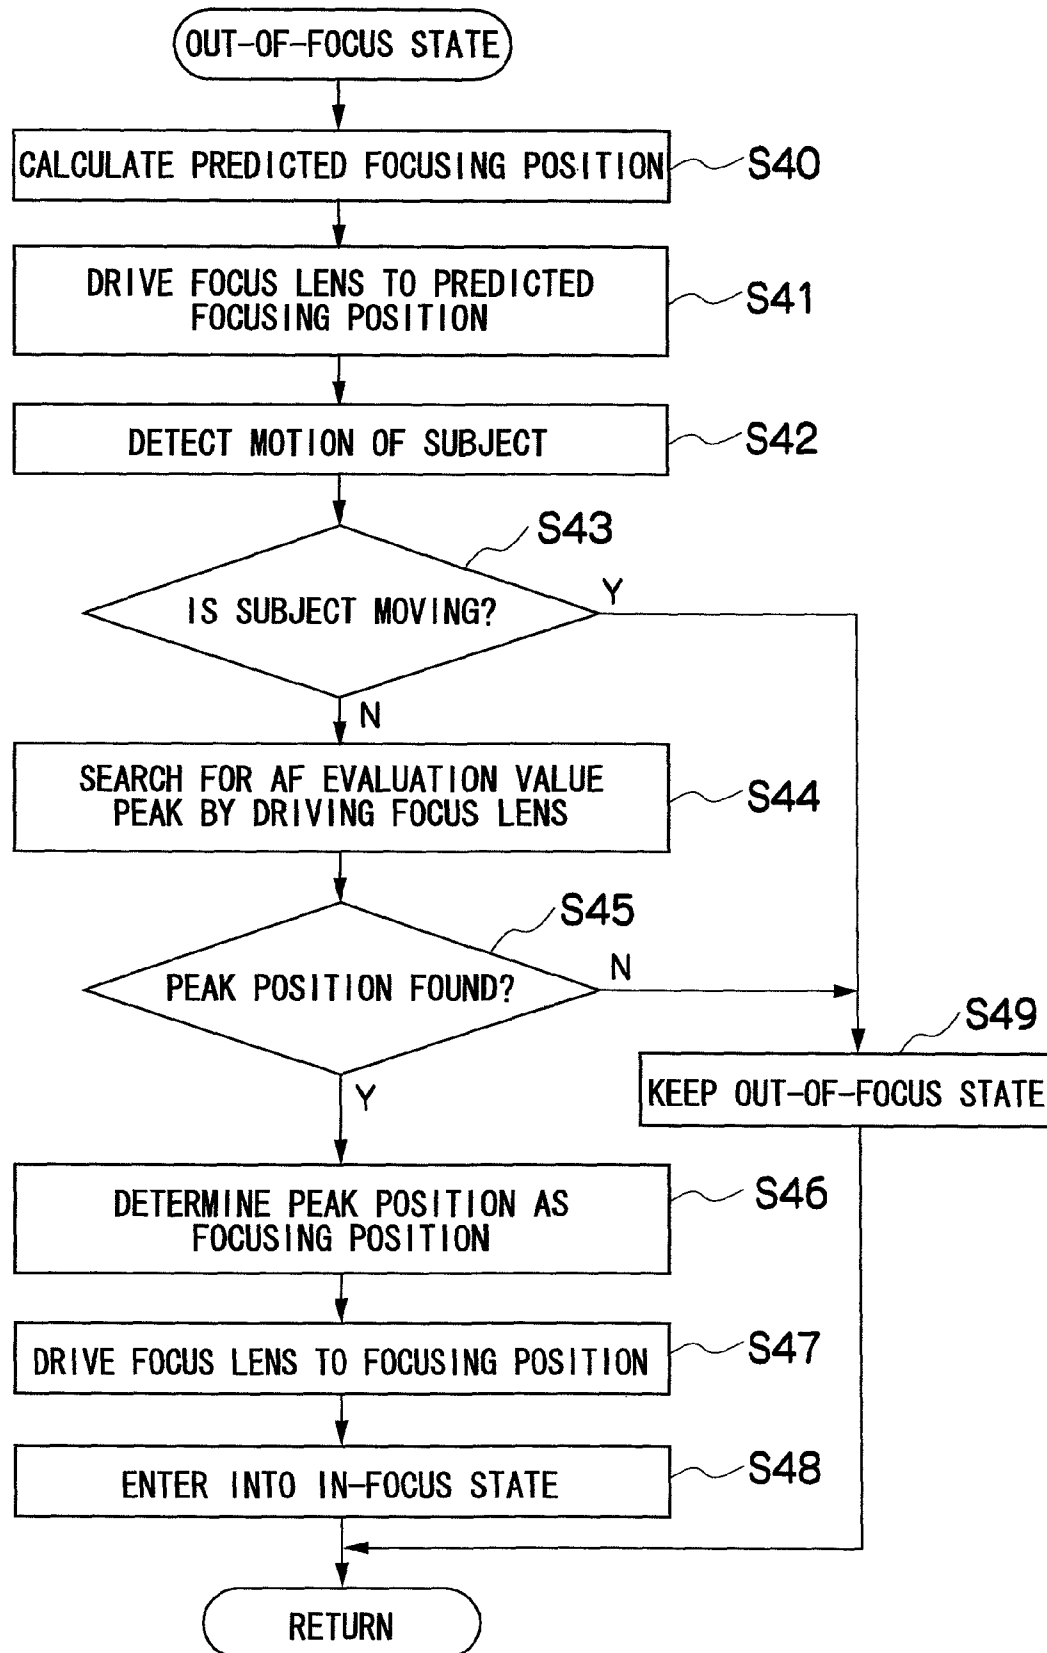 OUT-OF-FOCUS STATE
CALCULATE PREDICTED FOCUSING POSITION
S40
DRIVE FOCUS LENS TO PREDICTED
FOCUSING POSITION
S41
DETECT MOTION OF SUBJECT
S42
S43
IS SUBJECT MOVING?
Y
N
SEARCH FOR AF EVALUATION VALUE
PEAK BY DRIVING FOCUS LENS
S44
S45
PEAK POSITION FOUND?
N
Y
S49
KEEP OUT-OF-FOCUS STATE
DETERMINE PEAK POSITION AS
FOCUSING POSITION
S46
DRIVE FOCUS LENS TO FOCUSING POSITION
S47
ENTER INTO IN-FOCUS STATE
S48
RETURN